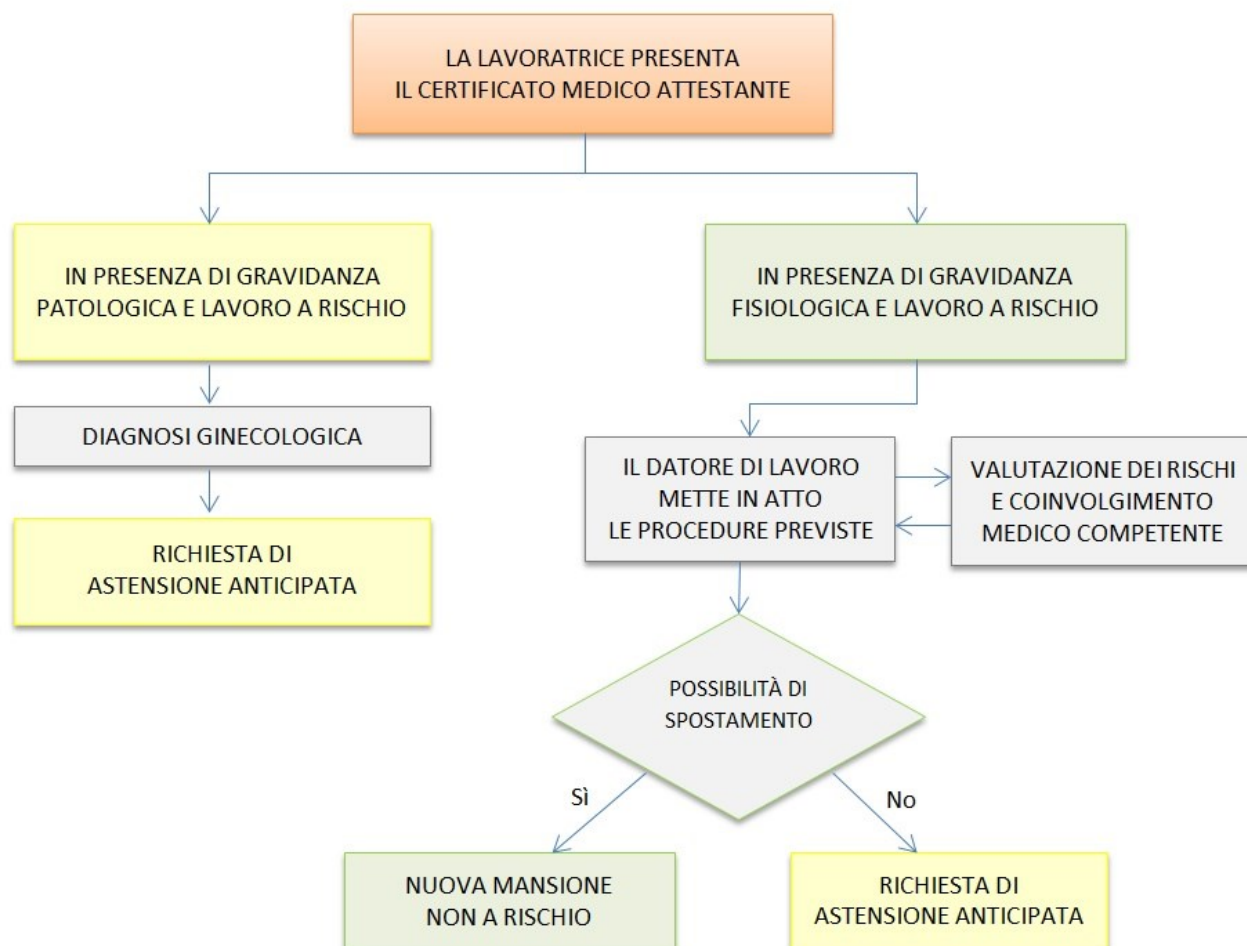 LA LAVORATRICE PRESENTA
IL CERTIFICATO MEDICO ATTESTANTE
IN PRESENZA DI GRAVIDANZA
PATOLOGICA E LAVORO A RISCHIO
IN PRESENZA DI GRAVIDANZA
FISIOLOGICA E LAVORO A RISCHIO
DIAGNOSI GINECOLOGICA
RICHIESTA DI
ASTENSIONE ANTICIPATA
IL DATORE DI LAVORO
METTE IN ATTO
LE PROCEDURE PREVISTE
VALUTAZIONE DEI RISCHI
E COINVOLGIMENTO
MEDICO COMPETENTE
POSSIBILITÀ DI
SPOSTAMENTO
Sì
No
NUOVA MANSIONE
NON A RISCHIO
RICHIESTA DI
ASTENSIONE ANTICIPATA